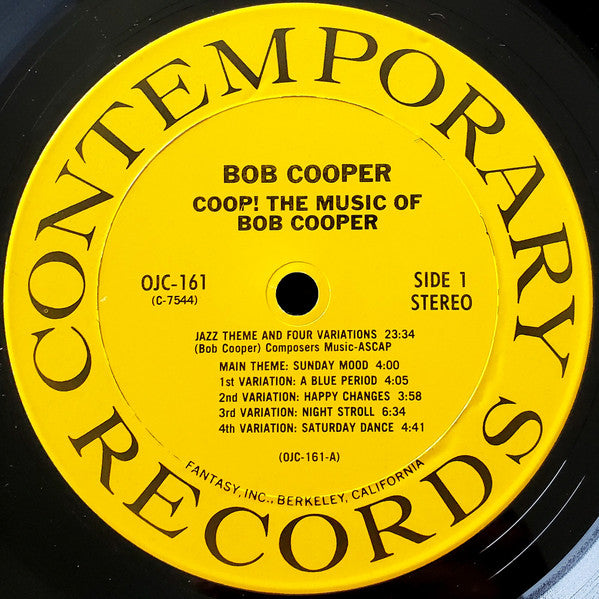 CONTEMPORARY
RECORDS
BOB COOPER
COOP! THE MUSIC OF
BOB COOPER
OJC-161
(C-7544)
SIDE 1
STEREO
JAZZ THEME AND FOUR VARIATIONS 23:34
(Bob Cooper) Composers Music-ASCAP
MAIN THEME: SUNDAY MOOD 4:00
1st VARIATION: A BLUE PERIOD 4:05
2nd VARIATION: HAPPY CHANGES 3:58
3rd VARIATION: NIGHT STROLL 6:34
4th VARIATION: SATURDAY DANCE 4:41
(OJC-161-A)
FANTASY, INC., BERKELEY, CALIFORNIA